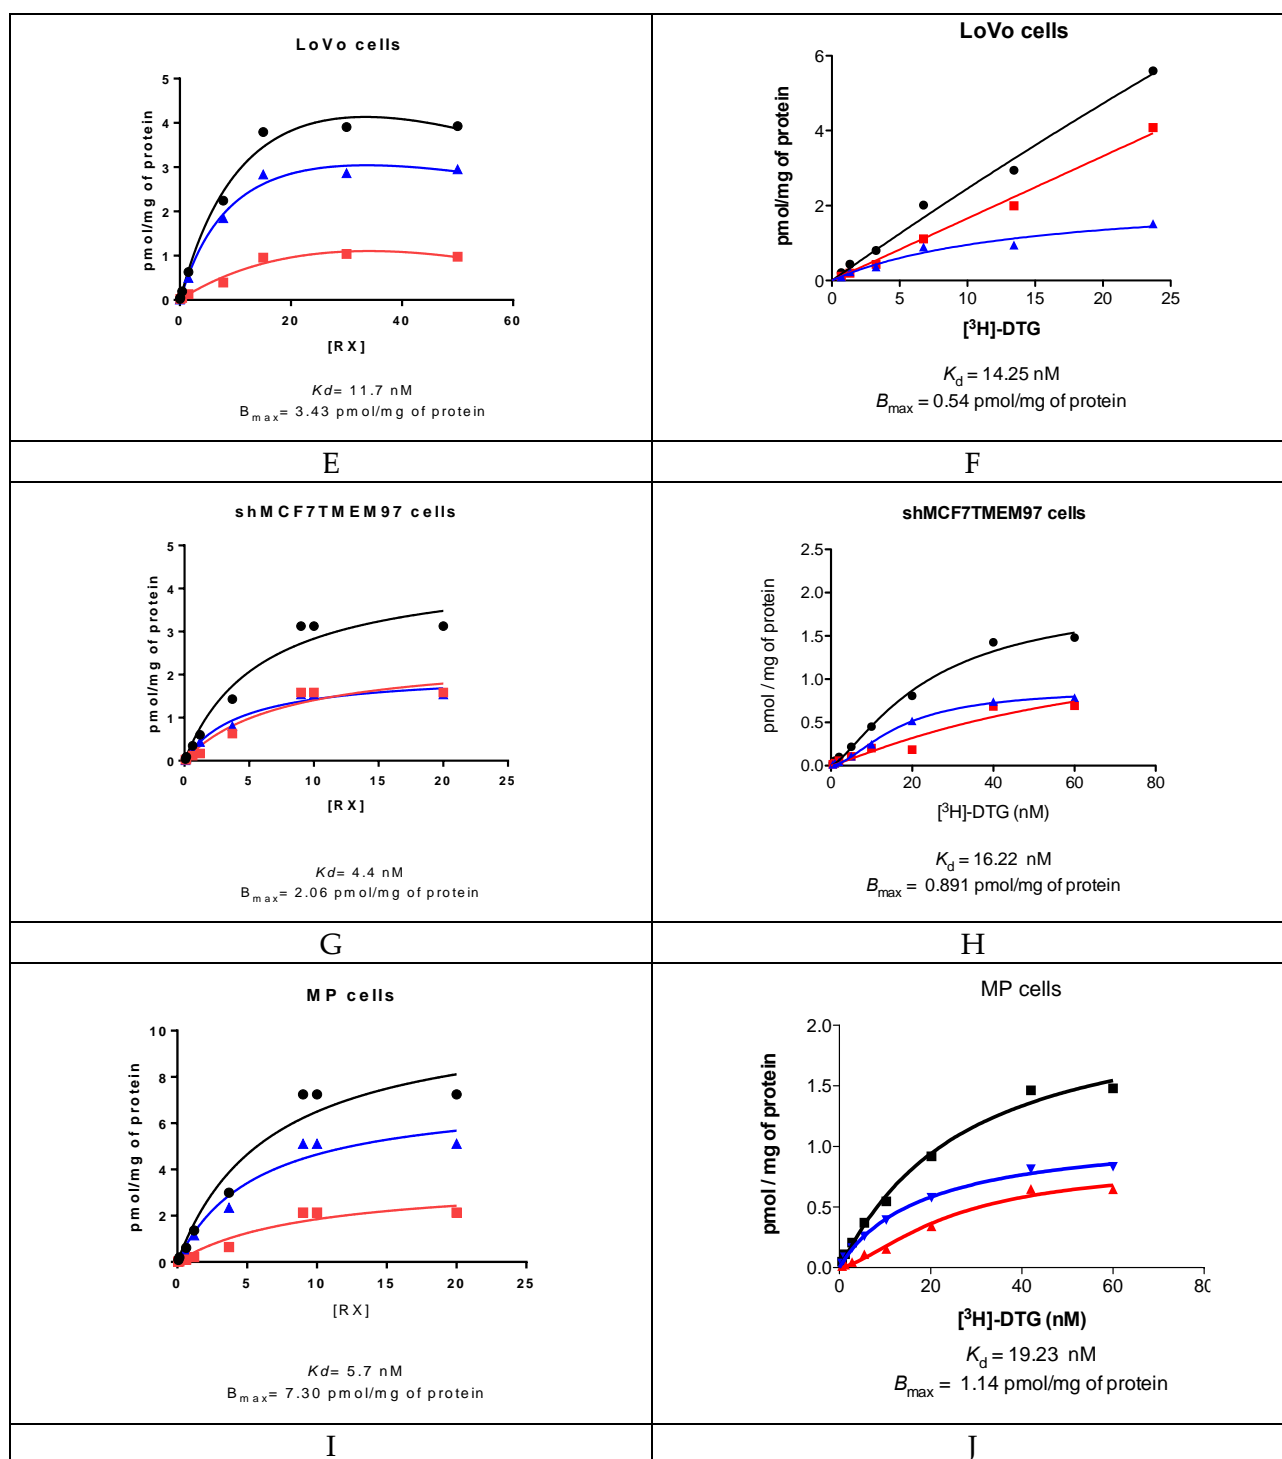 LoVo cells
pmol/mg of protein
5
4
3
2
1
0
0 20 40 60
[RX]
Kd= 11.7 nM
Bmax= 3.43 pmol/mg of protein
LoVo cells
pmol/mg of protein
6
4
2
0
0 5 10 15 20 25
[³H]-DTG
Kd = 14.25 nM
Bmax = 0.54 pmol/mg of protein
E
F
shMCF7TMEM97 cells
pmol/mg of protein
5
4
3
2
1
0
0 5 10 15 20 25
[RX]
Kd= 4.4 nM
Bmax= 2.06 pmol/mg of protein
shMCF7TMEM97 cells
pmol / mg of protein
2.5
2.0
1.5
1.0
0.5
0.0
0 20 40 60 80
[³H]-DTG (nM)
Kd = 16.22 nM
Bmax = 0.891 pmol/mg of protein
G
H
MP cells
pmol/mg of protein
10
8
6
4
2
0
0 5 10 15 20 25
[RX]
Kd= 5.7 nM
Bmax= 7.30 pmol/mg of protein
MP cells
pmol / mg of protein
2.0
1.5
1.0
0.5
0.0
0 20 40 60 80
[³H]-DTG (nM)
Kd = 19.23 nM
Bmax = 1.14 pmol/mg of protein
I
J